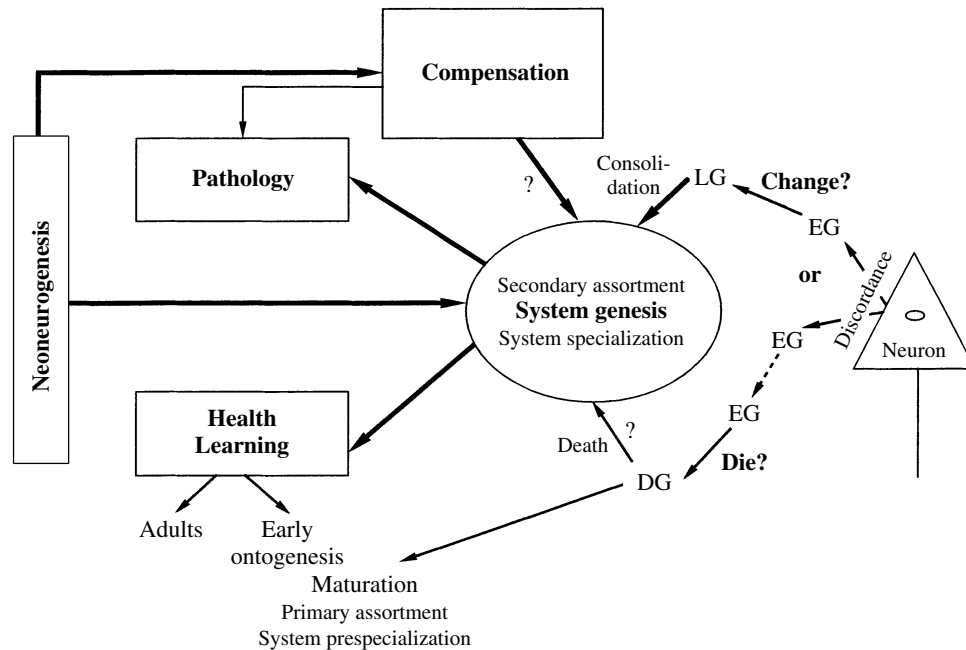 Compensation
Pathology
?
Consoli-
dation
LG
Change?
EG
or
Discordance
Neoneurogenesis
Secondary assortment
System genesis
System specialization
EG
Neuron
EG
Health
Learning
Death
?
Die?
DG
Adults
Early
ontogenesis
Maturation
Primary assortment
System prespecialization